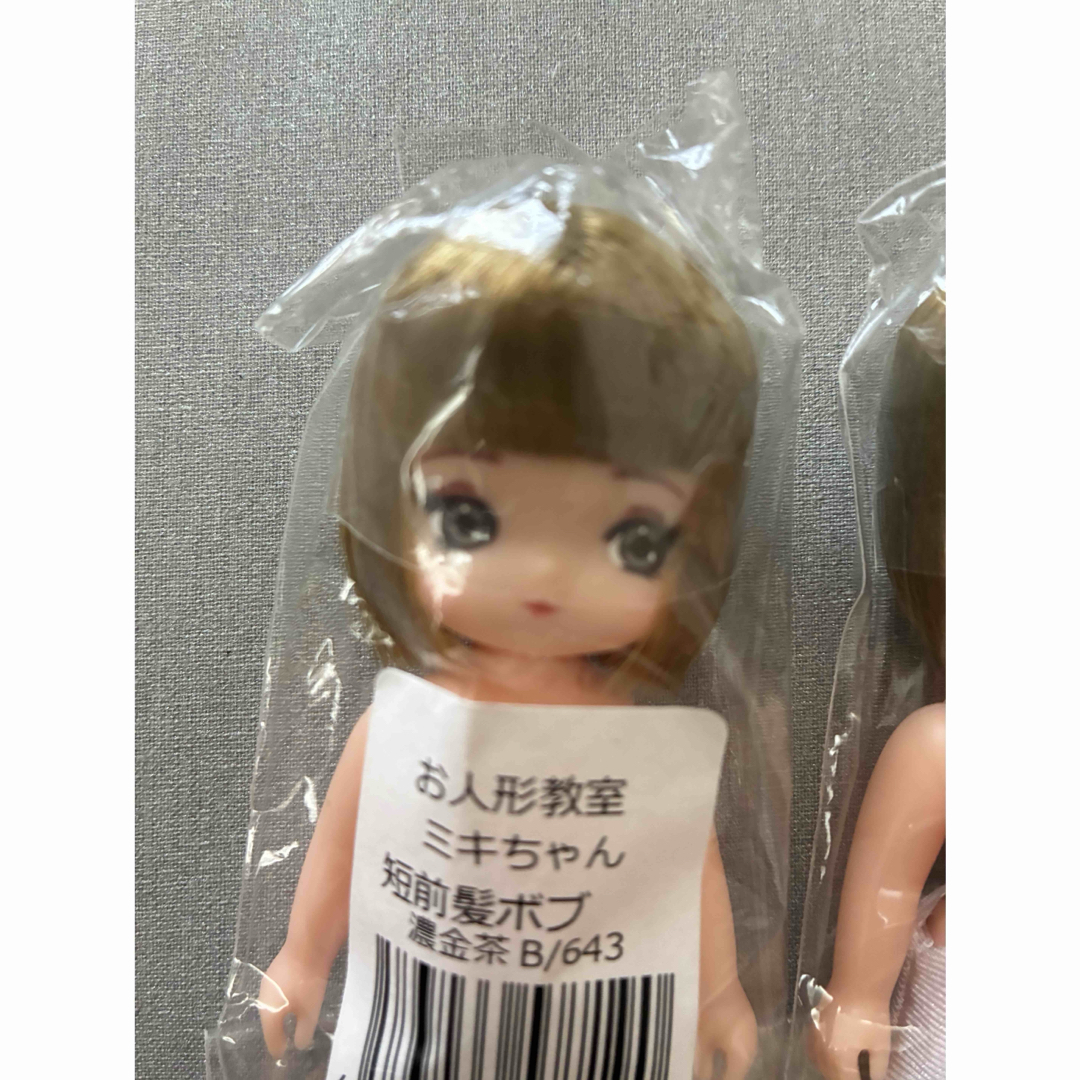 お人形教室
ミキちゃん
短前髪ボブ
濃金茶 B/643